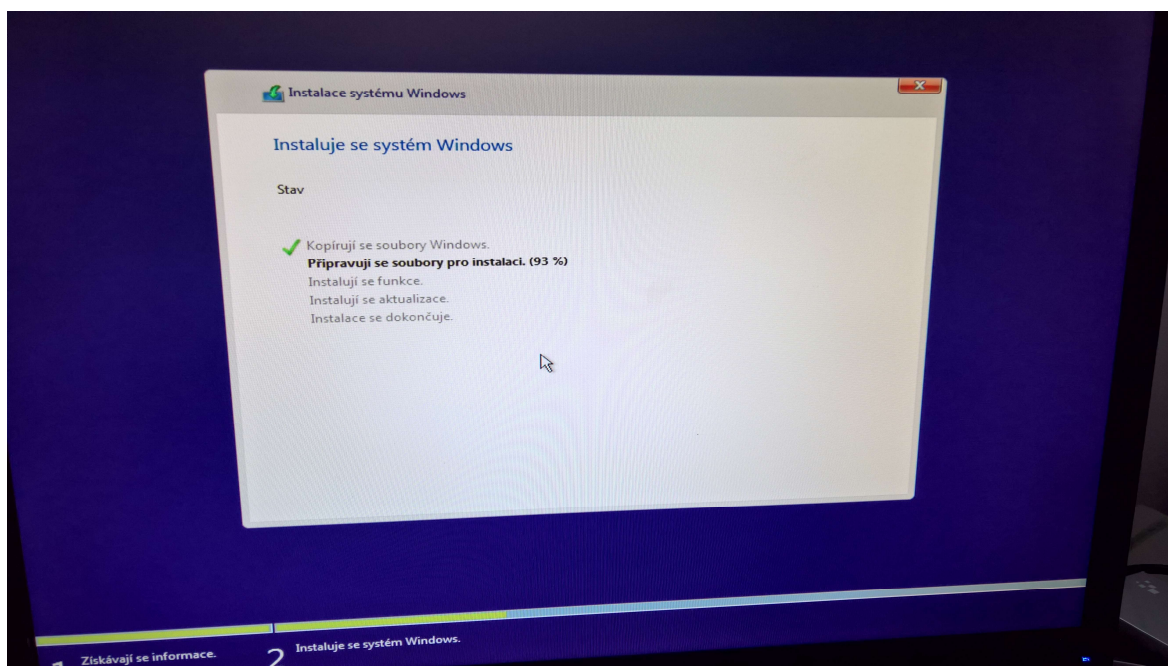 Instalace systému Windows
Instaluje se systém Windows
Stav
Kopírují se soubory Windows.
Připravují se soubory pro instalaci. (93 %)
Instalují se funkce.
Instalují se aktualizace.
Instalace se dokončuje.
1 Získávají se informace.
2 Instaluje se systém Windows.